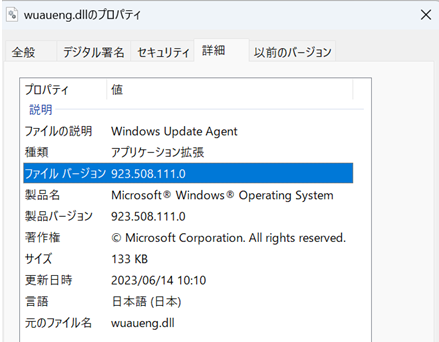 wuaueng.dllのプロパティ
全般 デジタル署名 セキュリティ 詳細 以前のバージョン
プロパティ 値
説明
ファイルの説明 Windows Update Agent
種類 アプリケーション拡張
ファイル バージョン 923.508.111.0
製品名 Microsoft® Windows® Operating System
製品バージョン 923.508.111.0
著作権 © Microsoft Corporation. All rights reserved.
サイズ 133 KB
更新日時 2023/06/14 10:10
言語 日本語 (日本)
元のファイル名 wuaueng.dll